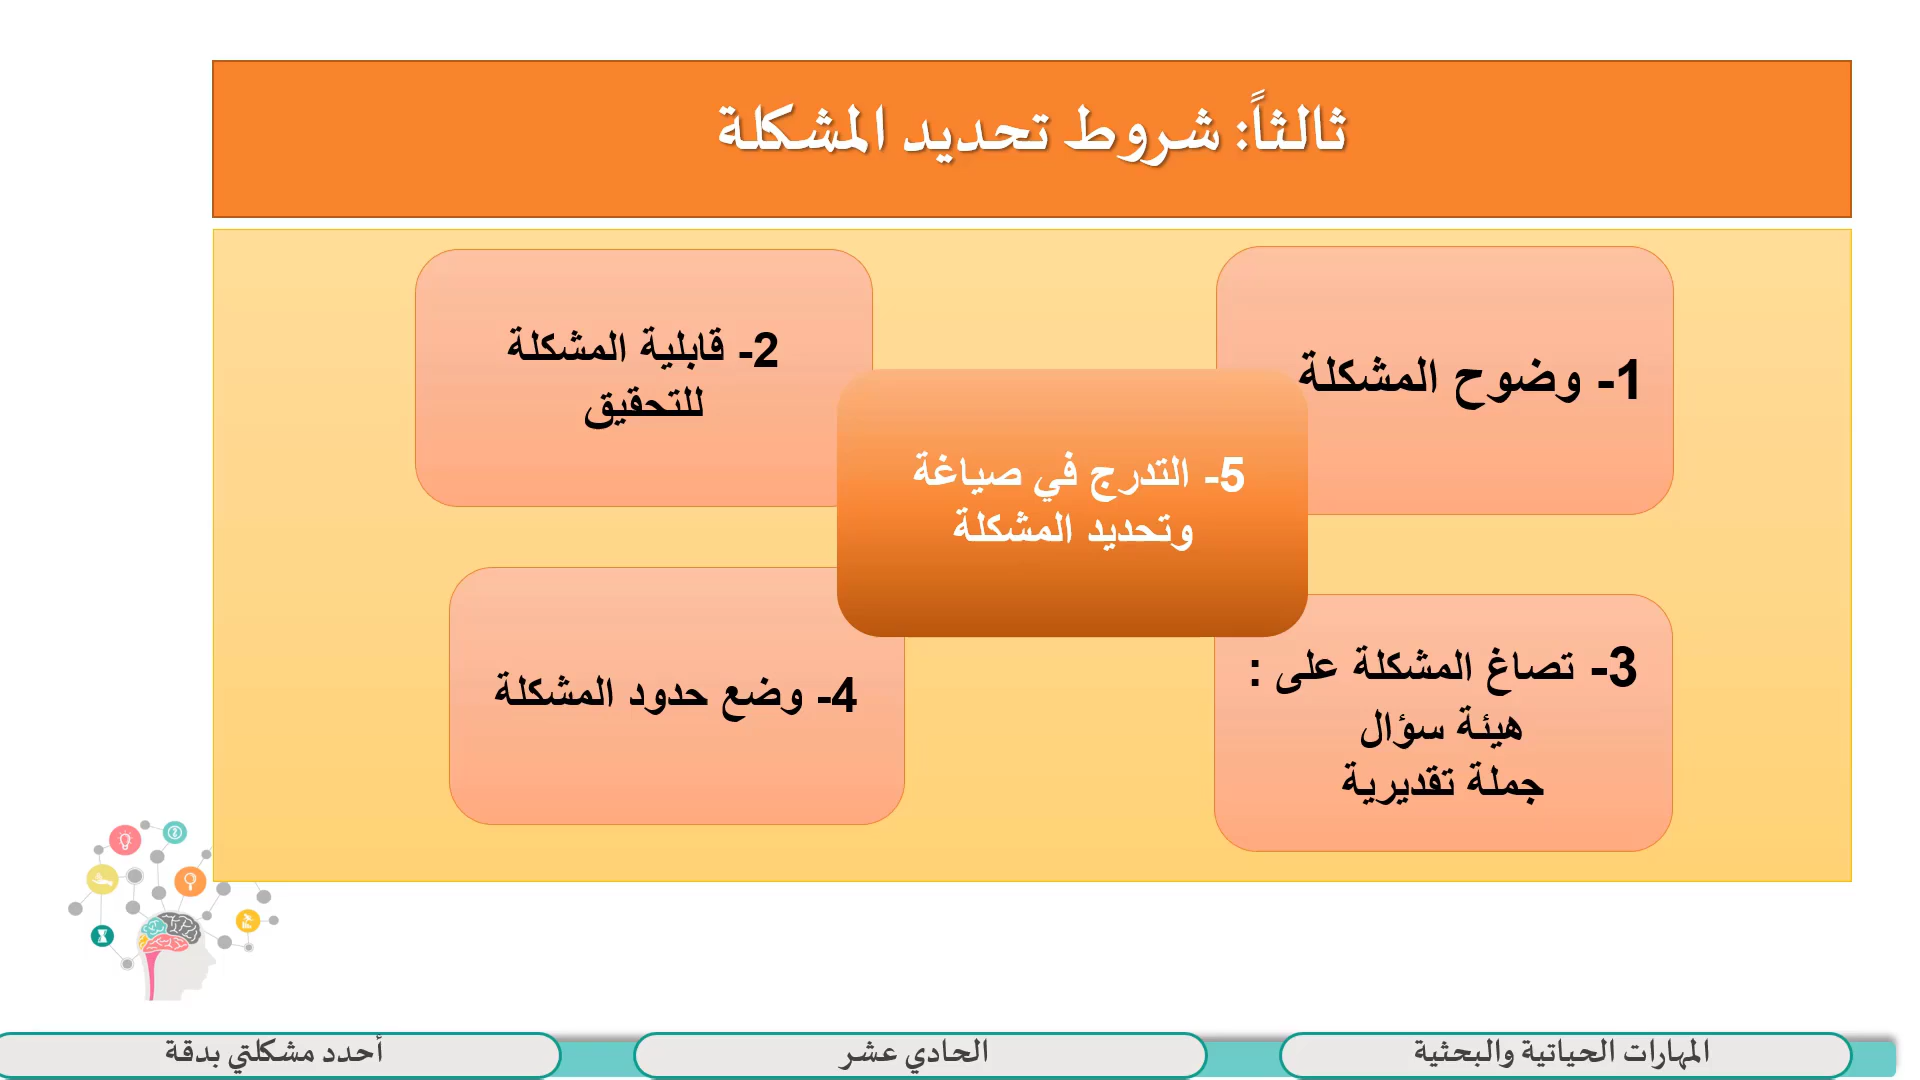 ثالثاً: شروط تحديد المشكلة
1- وضوح المشكلة
2- قابلية المشكلة
للتحقيق
3- تصاغ المشكلة على :
هيئة سؤال
جملة تقديرية
4- وضع حدود المشكلة
5- التدرج في صياغة
وتحديد المشكلة
المهارات الحياتية والبحثية
الحادي عشر
أحدد مشكلتي بدقة